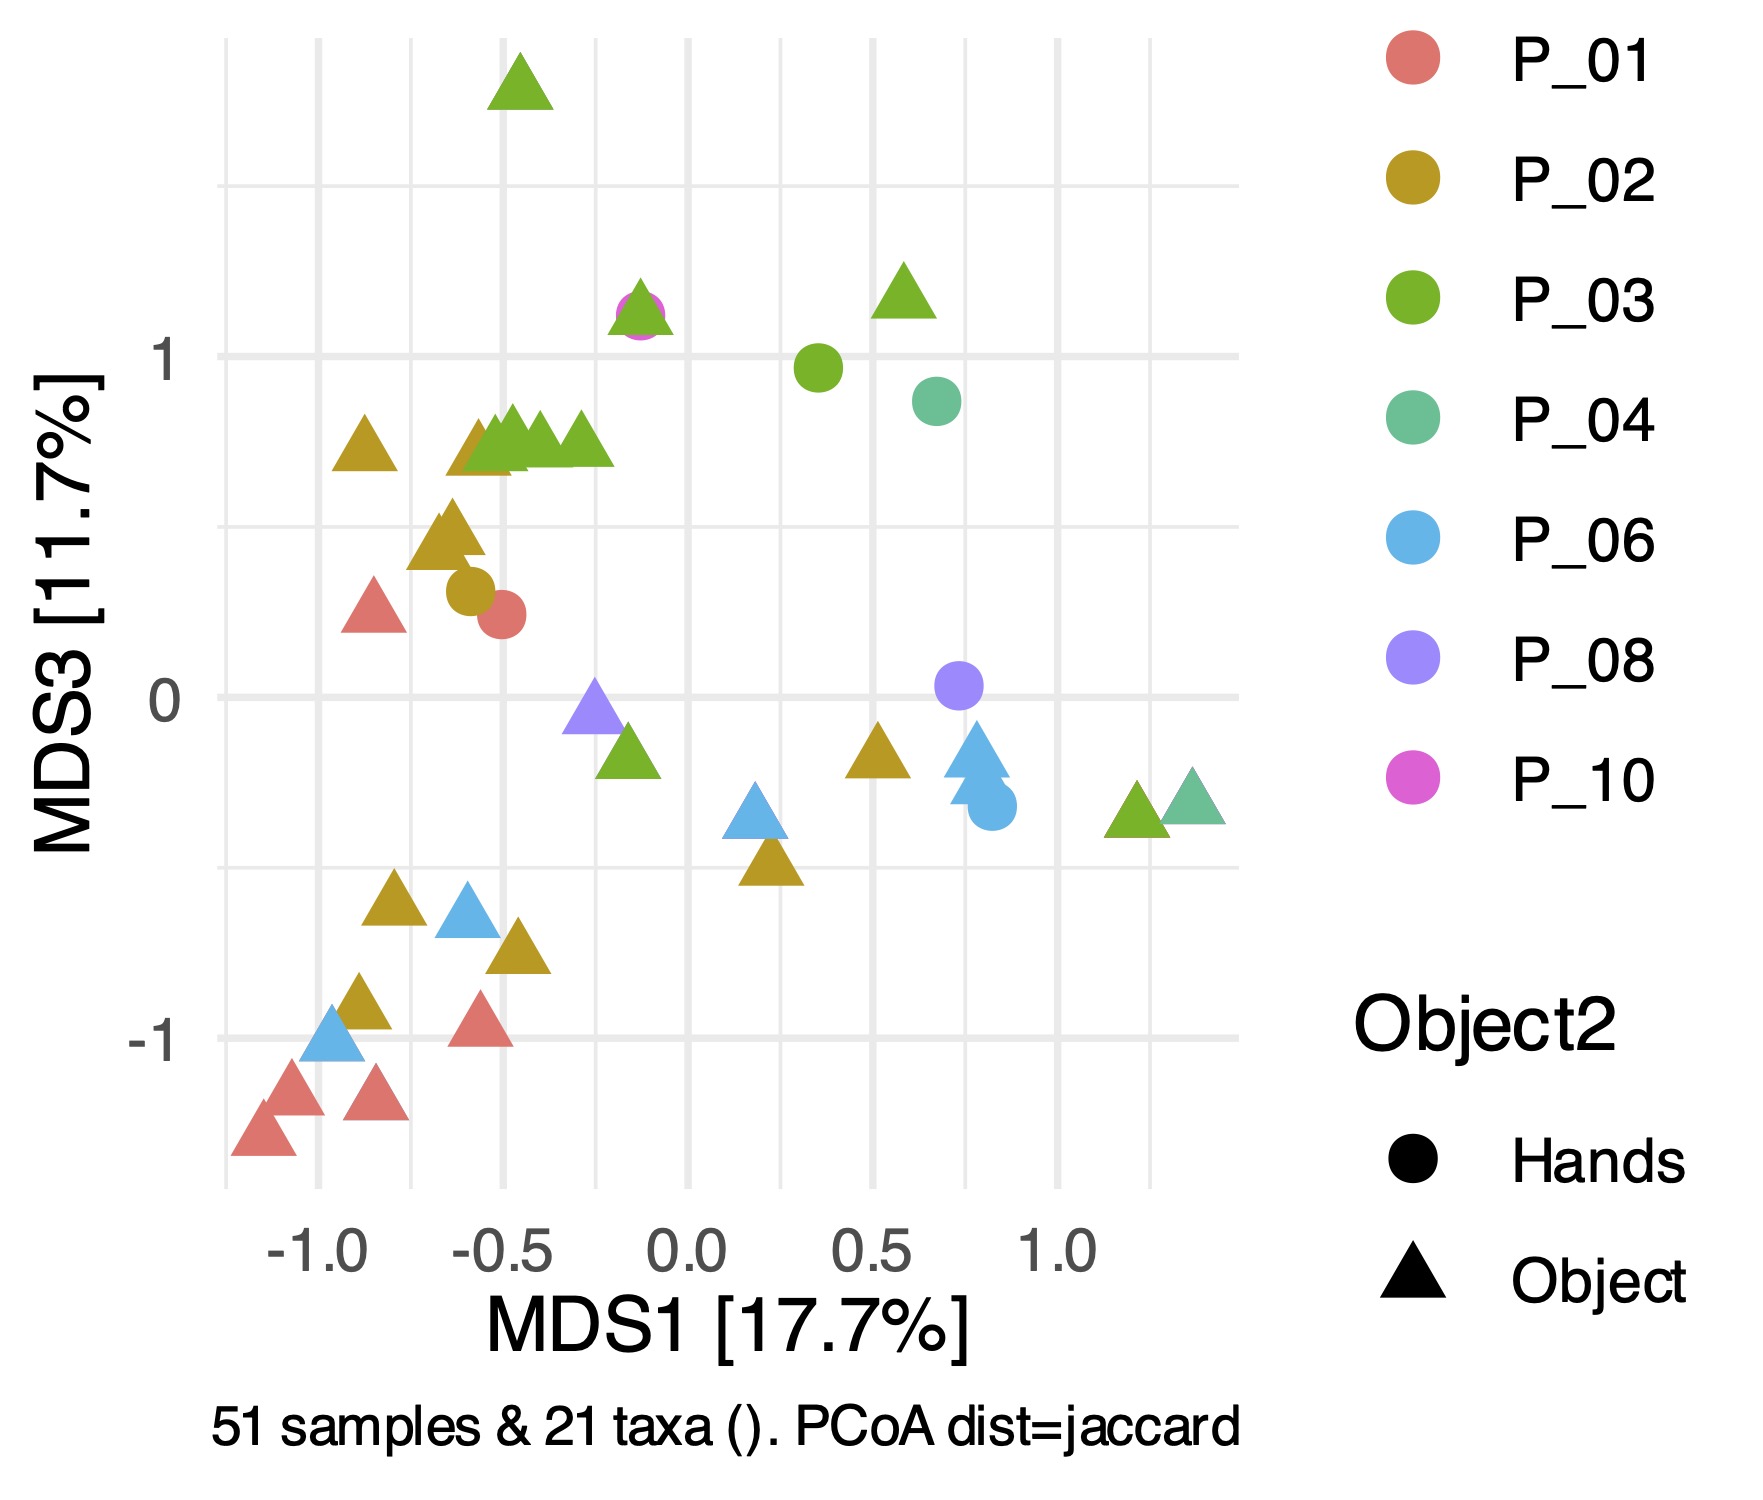 P_01
P_02
P_03
P_04
P_06
P_08
P_10
Object2
Hands
Object
MDS3 [11.7%]
1
0
-1
-1.0 -0.5 0.0 0.5 1.0
MDS1 [17.7%]
51 samples & 21 taxa (). PCoA dist=jaccard